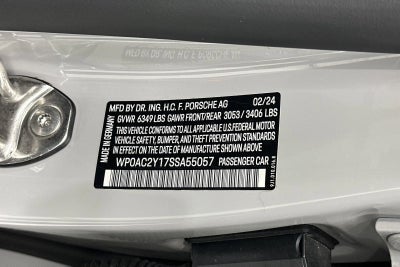 MFD BY DR. ING. H.C. F. PORSCHE AG 02/24
GVWR 6349 LBS GAWR FRONT/REAR 3053 / 3406 LBS
THIS VEHICLE CONFORMS TO ALL APPLICABLE U.S. FEDERAL MOTOR
VEHICLE SAFETY, BUMPER, AND THEFT PREVENTION STANDARDS
IN EFFECT ON THE DATE OF MANUFACTURE SHOWN ABOVE.
WP0AC2Y17SSA55057 PASSENGER CAR
MADE IN GERMANY